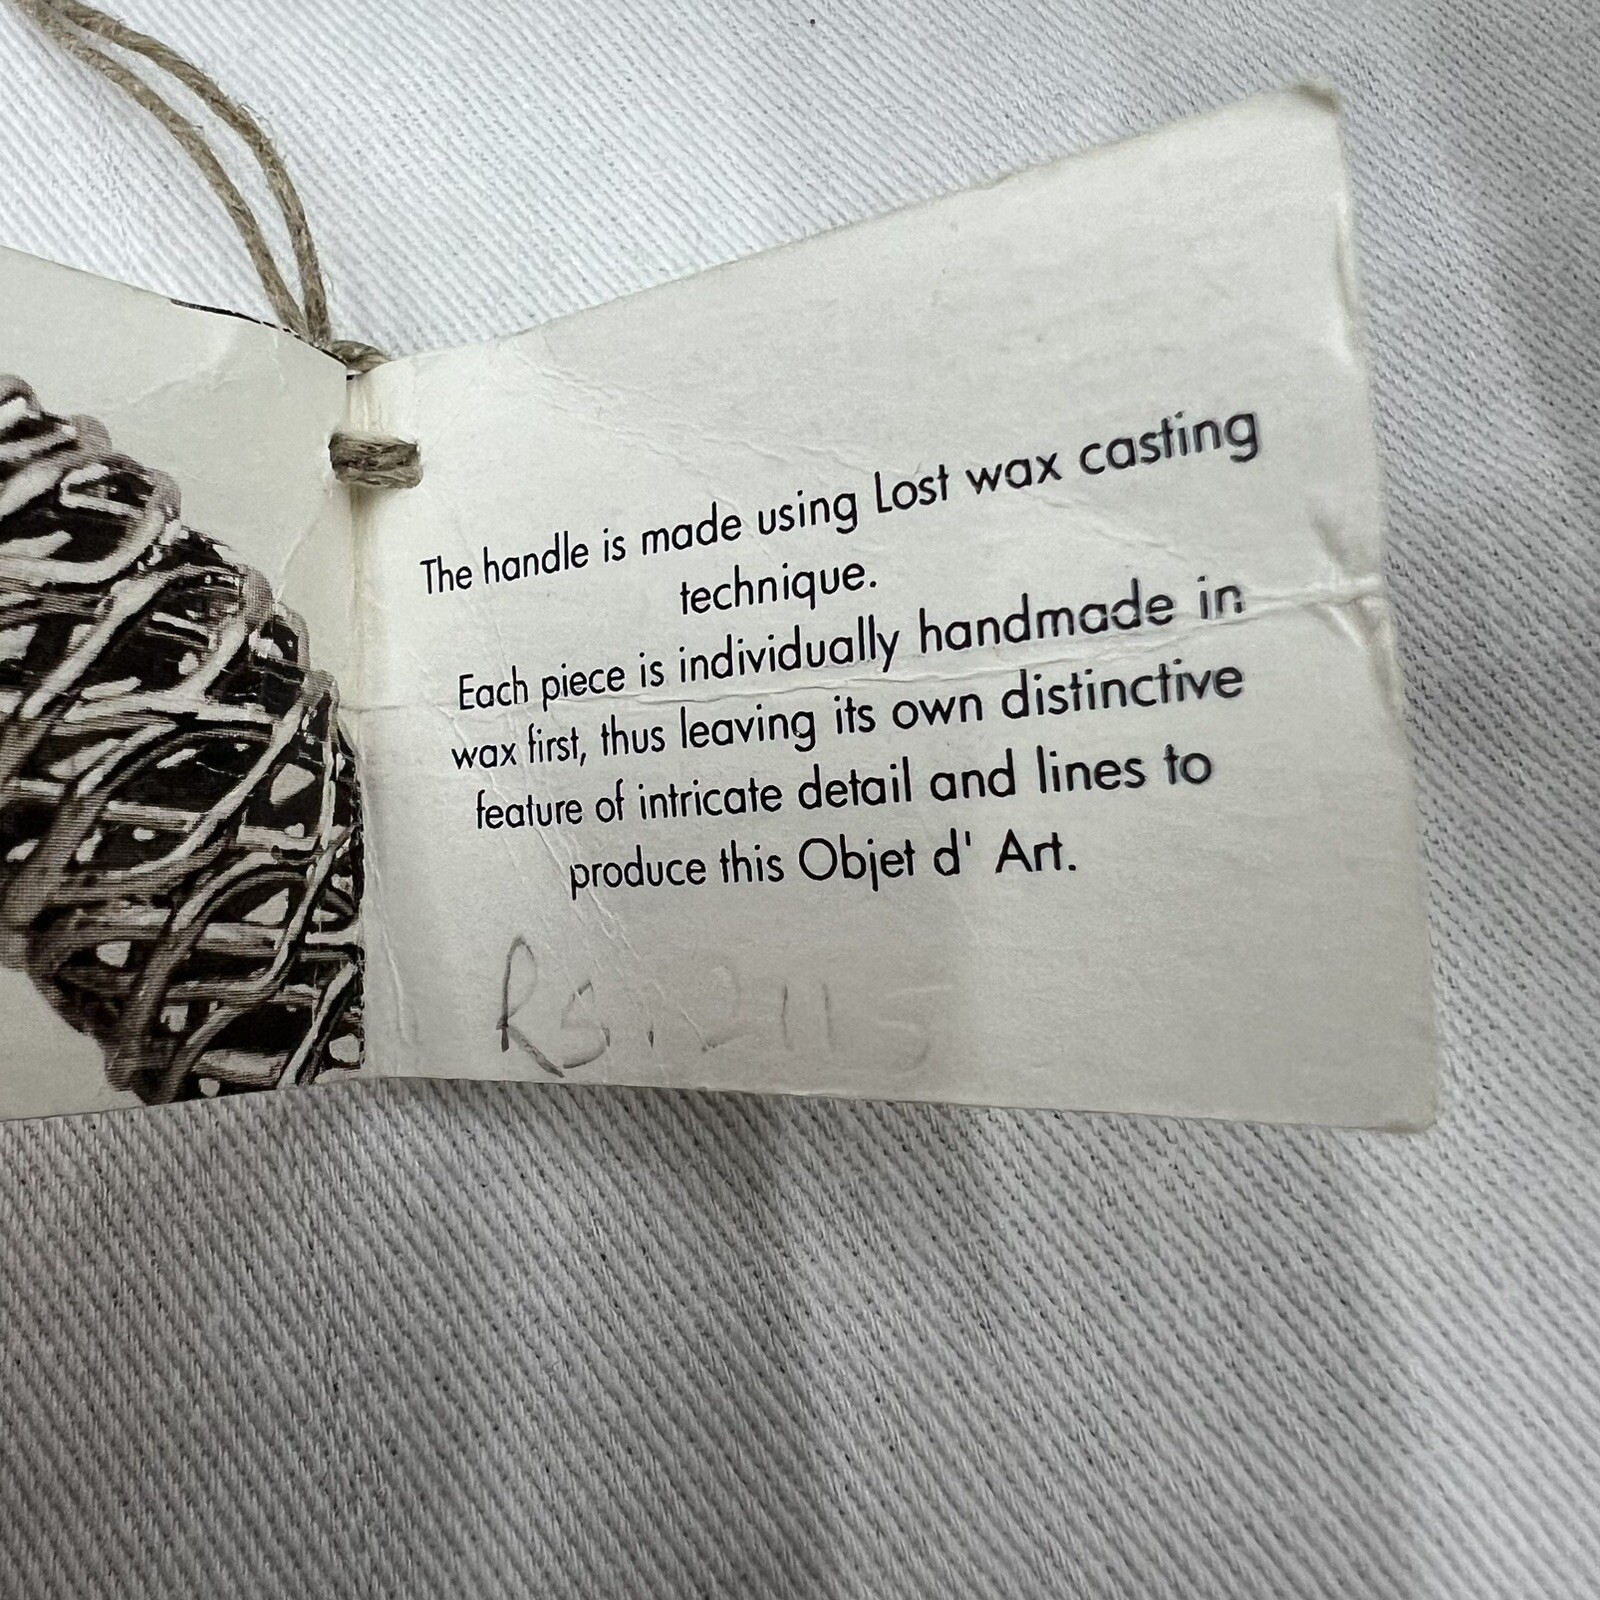 The handle is made using Lost wax casting
technique.
Each piece is individually handmade in
wax first, thus leaving its own distinctive
feature of intricate detail and lines to
produce this Objet d' Art.
Rs. 2115